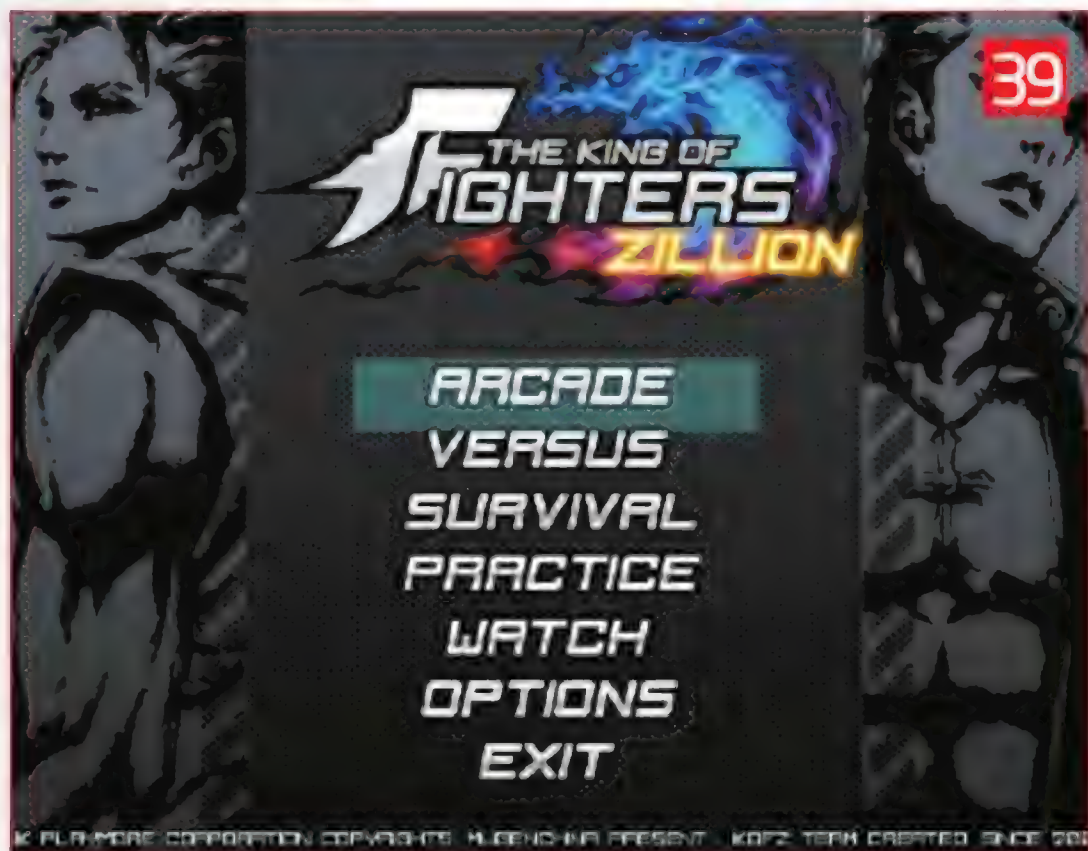 39
THE KING OF
FIGHTERS
ZILLION
ARCADE
VERSUS
SURVIVAL
PRACTICE
WATCH
OPTIONS
EXIT
PLAYMORE CORPORATION COPYRIGHTS MUGENCHINA PRESENT KOFZ TEAM CREATED SINCE